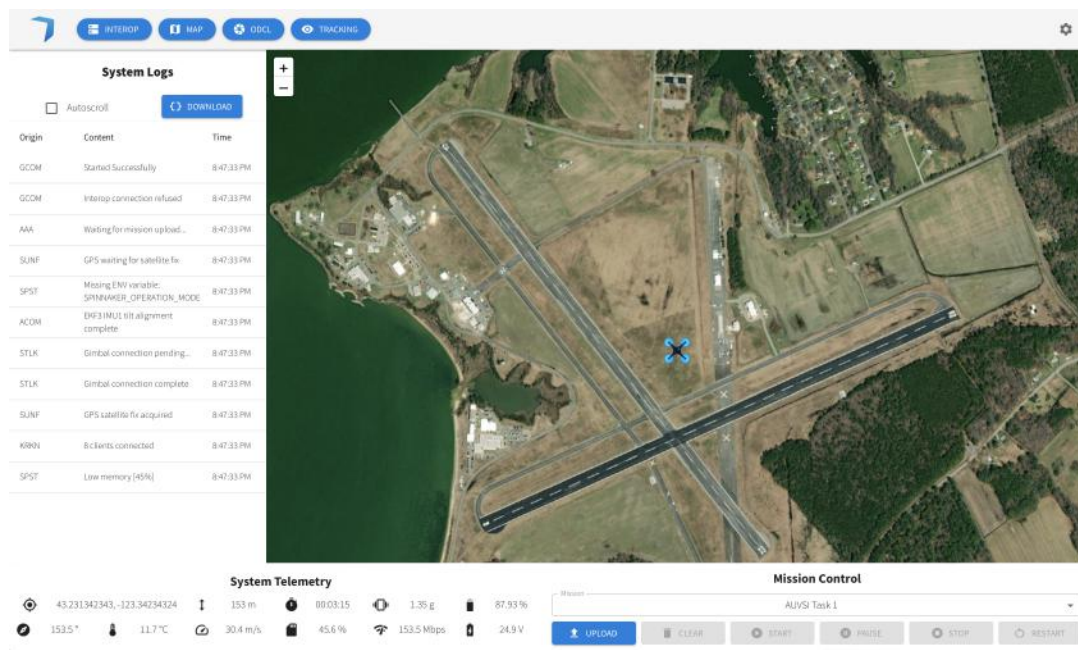 INTEROP MAP ODCL TRACKING
System Logs
Autoscroll DOWNLOAD
Origin Content Time
GCOM Started Successfully 8:47:33 PM
GCOM Interop connection refused 8:47:33 PM
AAA Waiting for mission upload... 8:47:33 PM
SUNF GPS waiting for satellite fix 8:47:33 PM
SPST Missing ENV variable: SPINNAKER_OPERATION_MODE 8:47:33 PM
ACOM EKF3 IMU1 tilt alignment complete 8:47:33 PM
STLK Gimbal connection pending... 8:47:33 PM
STLK Gimbal connection complete 8:47:33 PM
SUNF GPS satellite fix acquired 8:47:33 PM
KRKN 8 clients connected 8:47:33 PM
SPST Low memory [45%] 8:47:33 PM
+
−
System Telemetry
43.231342343, -123.34234324 153 m 00:03:15 1.35 g 87.93 %
153.5 ° 11.7 °C 30.4 m/s 45.6 % 153.5 Mbps 24.9 V
Mission Control
Mission
AUVSI Task 1
UPLOAD CLEAR START PAUSE STOP RESTART